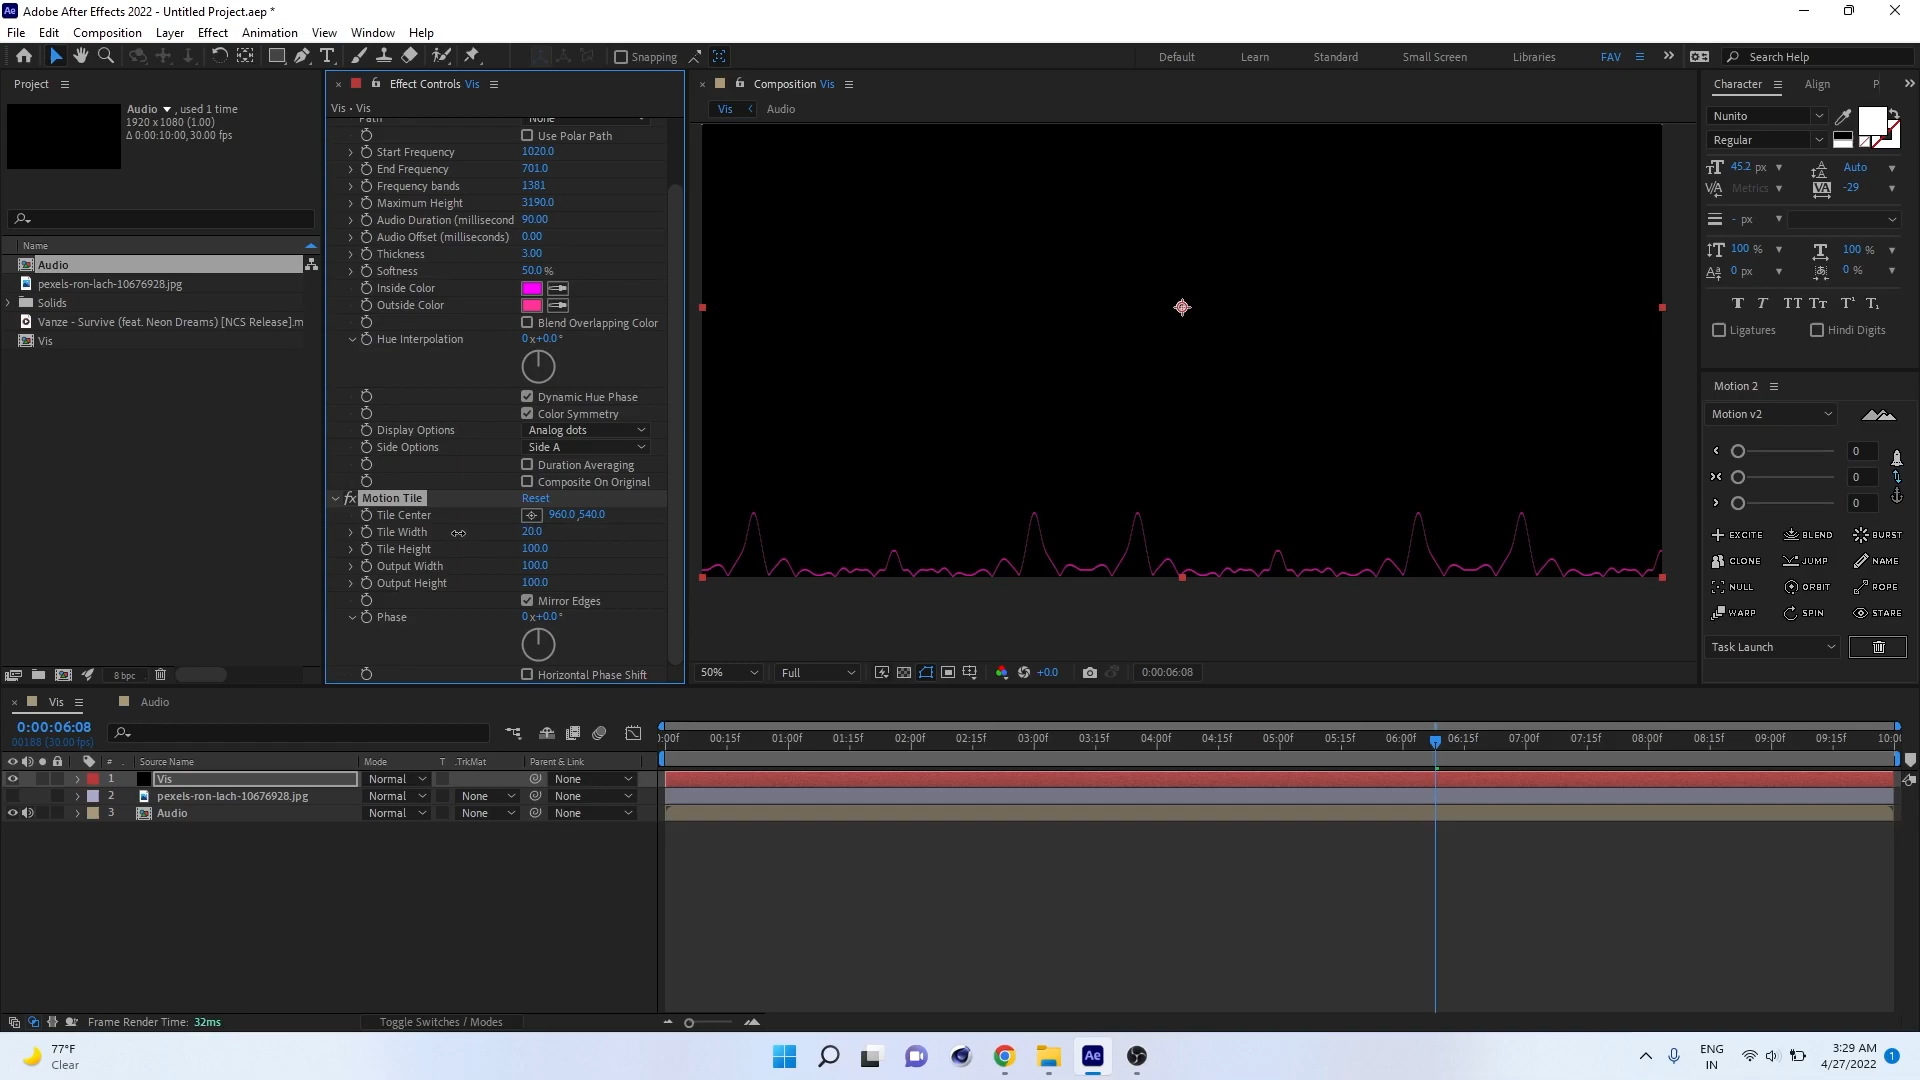 Adobe After Effects 2022 - Untitled Project.aep *
File Edit Composition Layer Effect Animation View Window Help
Snapping
Default Learn Standard Small Screen Libraries FAV Search Help
Project
Audio , used 1 time
1920 x 1080 (1.00)
Δ 0:00:10:00, 30.00 fps
Name
Audio
pexels-ron-lach-10676928.jpg
Solids
Vanze - Survive (feat. Neon Dreams) [NCS Release].m
Vis
8 bpc
Effect Controls Vis
Vis • Vis
Path None
Use Polar Path
Start Frequency 1020.0
End Frequency 701.0
Frequency bands 1381
Maximum Height 3190.0
Audio Duration (millisecond 90.00
Audio Offset (milliseconds) 0.00
Thickness 3.00
Softness 50.0 %
Inside Color
Outside Color
Blend Overlapping Color
Hue Interpolation 0x+0.0°
Dynamic Hue Phase
Color Symmetry
Display Options Analog dots
Side Options Side A
Duration Averaging
Composite On Original
fx Motion Tile Reset
Tile Center 960.0,540.0
Tile Width 20.0
Tile Height 100.0
Output Width 100.0
Output Height 100.0
Mirror Edges
Phase 0x+0.0°
Horizontal Phase Shift
Composition Vis
Vis Audio
50% Full +0.0 0:00:06:08
Character Align P
Nunito
Regular
45.2 px Auto
Metrics -29
- px
100 % 100 %
0 px 0 %
Ligatures Hindi Digits
Motion 2
Motion v2
0
0
0
EXCITE BLEND BURST
CLONE JUMP NAME
NULL ORBIT ROPE
WARP SPIN STARE
Task Launch
Vis Audio
0:00:06:08
00188 (30.00 fps)
# Source Name Mode T .TrkMat Parent & Link
1 Vis Normal None
2 pexels-ron-lach-10676928.jpg Normal None None
3 Audio Normal None None
:00f 00:15f 01:00f 01:15f 02:00f 02:15f 03:00f 03:15f 04:00f 04:15f 05:00f 05:15f 06:00f 06:15f 07:00f 07:15f 08:00f 08:15f 09:00f 09:15f 10:00
Frame Render Time: 32ms
Toggle Switches / Modes
77°F
Clear
Ae
ENG
IN
3:29 AM
4/27/2022
1